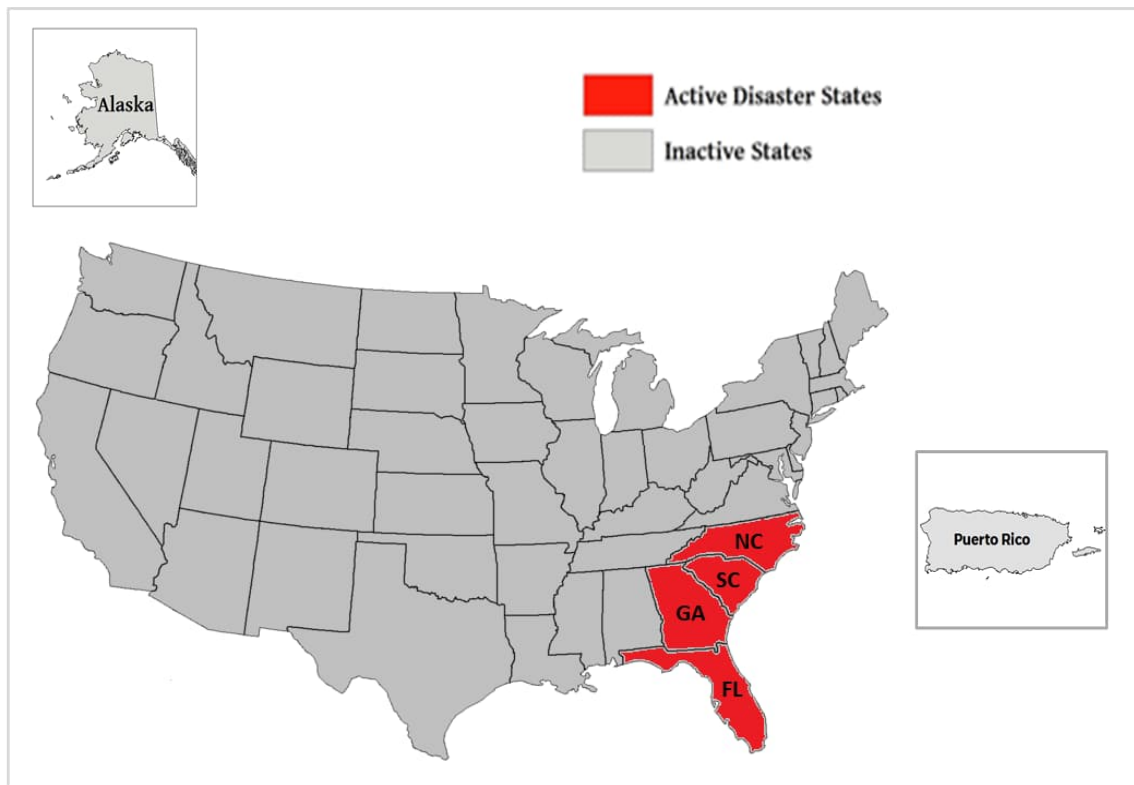 Alaska
Active Disaster States
Inactive States
NC
SC
GA
FL
Puerto Rico